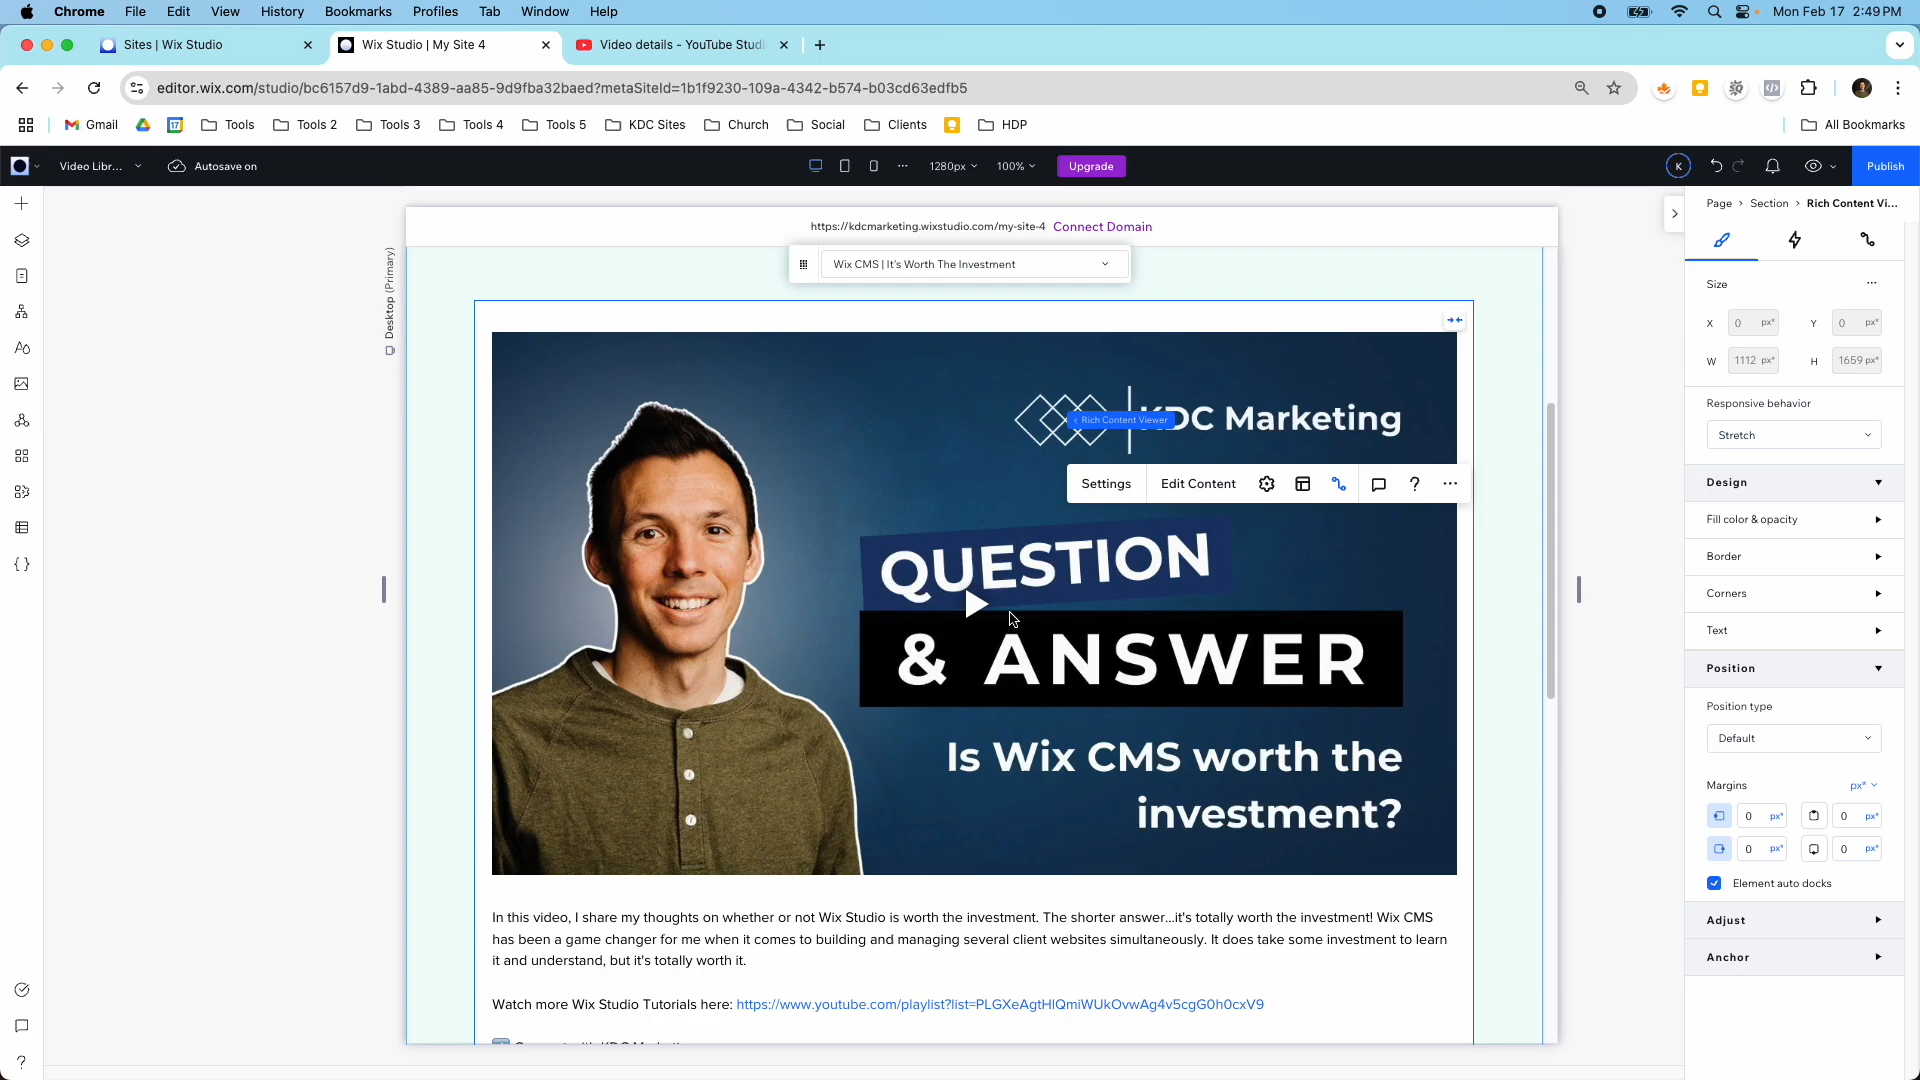 Chrome File Edit View History Bookmarks Profiles Tab Window Help Mon Feb 17 2:49 PM
Sites | Wix Studio Wix Studio | My Site 4 Video details - YouTube Studi
editor.wix.com/studio/bc6157d9-1abd-4389-aa85-9d9fba32baed?metaSiteId=1b1f9230-109a-4342-b574-b03cd63edfb5
Gmail Tools Tools 2 Tools 3 Tools 4 Tools 5 KDC Sites Church Social Clients HDP All Bookmarks
Video Libr... Autosave on 1280px 100% Upgrade K Publish
https://kdcmarketing.wixstudio.com/my-site-4 Connect Domain
Wix CMS | It's Worth The Investment
Desktop (Primary)
KDC Marketing
< Rich Content Viewer
Settings Edit Content
QUESTION
& ANSWER
Is Wix CMS worth the
investment?
In this video, I share my thoughts on whether or not Wix Studio is worth the investment. The shorter answer...it's totally worth the investment! Wix CMS
has been a game changer for me when it comes to building and managing several client websites simultaneously. It does take some investment to learn
it and understand, but it's totally worth it.
Watch more Wix Studio Tutorials here: https://www.youtube.com/playlist?list=PLGXeAgtHIQmiWUkOvwAg4v5cgG0h0cxV9
Page > Section > Rich Content Vi...
Size
X 0 px* Y 0 px*
W 1112 px* H 1659 px*
Responsive behavior
Stretch
Design
Fill color & opacity
Border
Corners
Text
Position
Position type
Default
Margins px*
0 px* 0 px*
0 px* 0 px*
Element auto docks
Adjust
Anchor